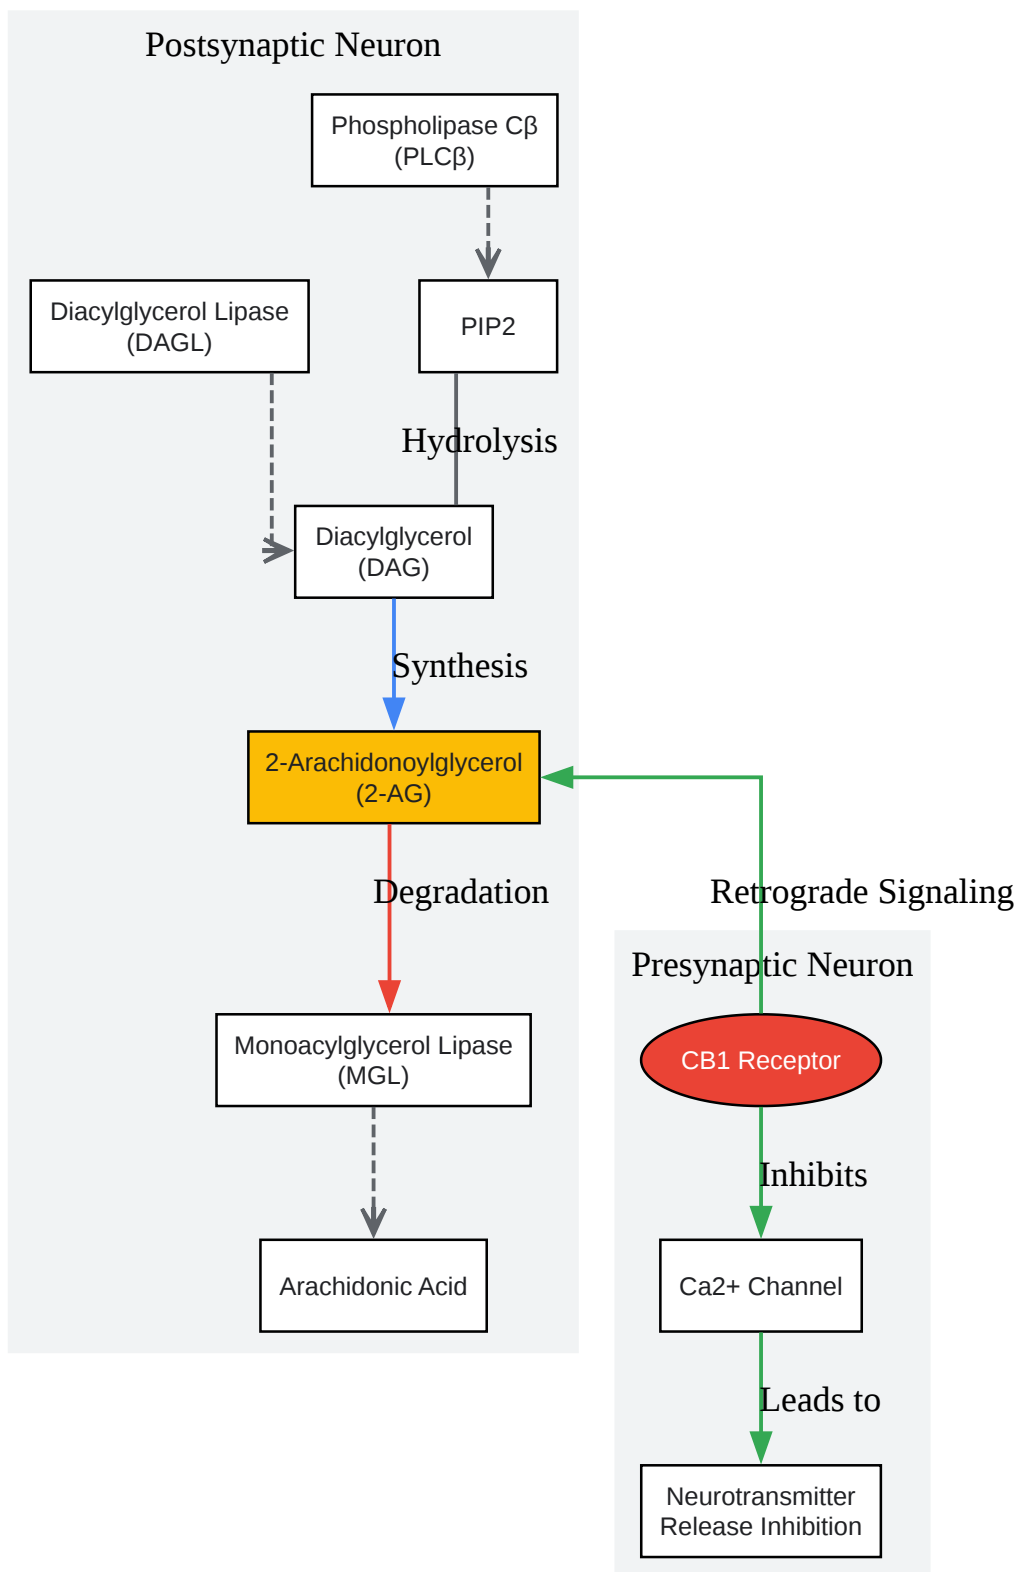 Postsynaptic Neuron
Phospholipase Cβ
(PLCβ)
Diacylglycerol Lipase
(DAGL)
PIP2
Hydrolysis
Diacylglycerol
(DAG)
Synthesis
2-Arachidonoylglycerol
(2-AG)
Degradation
Retrograde Signaling
Presynaptic Neuron
Monoacylglycerol Lipase
(MGL)
CB1 Receptor
Inhibits
Arachidonic Acid
Ca2+ Channel
Leads to
Neurotransmitter
Release Inhibition